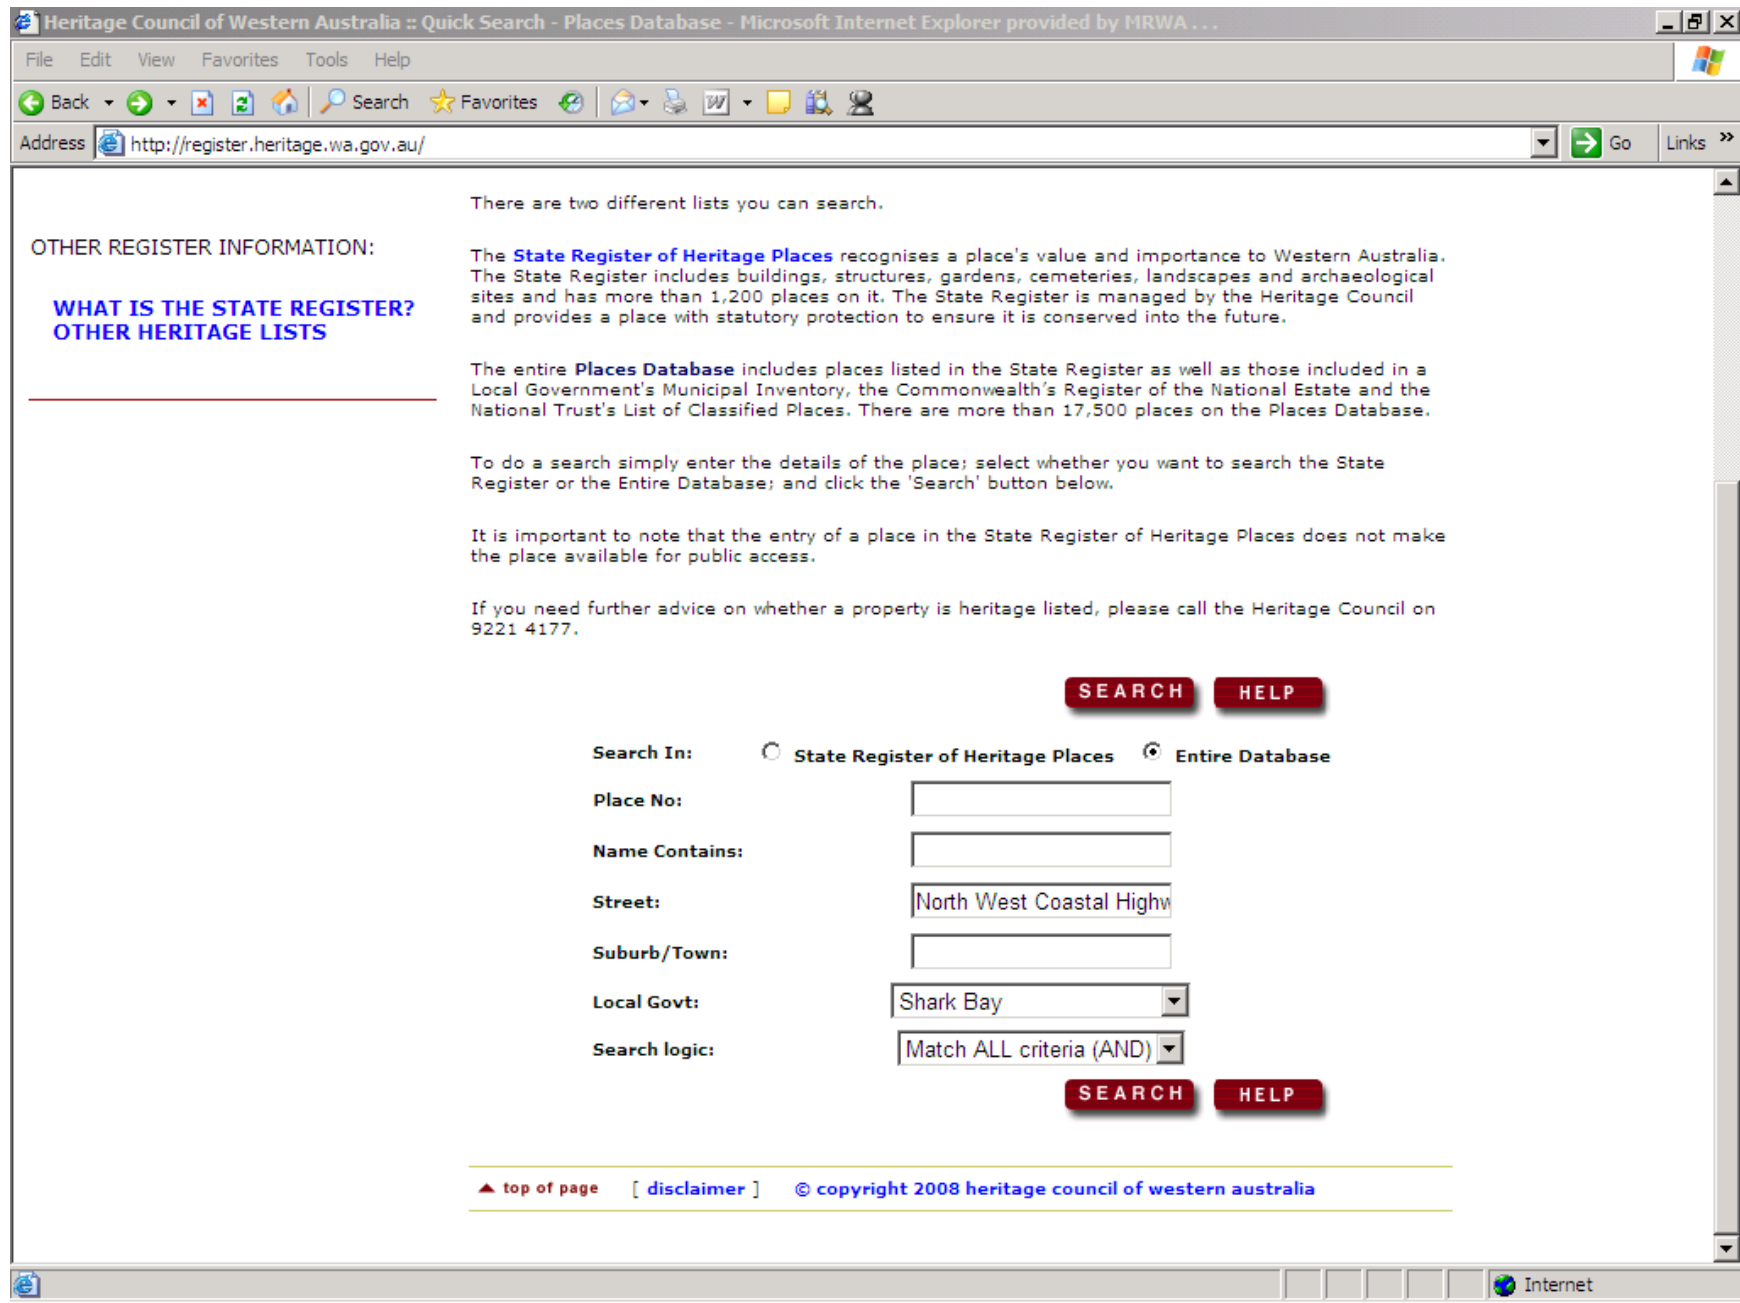 Heritage Council of Western Australia :: Quick Search - Places Database - Microsoft Internet Explorer provided by MRWA . . .
File Edit View Favorites Tools Help
Back Search Favorites
Address http://register.heritage.wa.gov.au/ Go Links »
There are two different lists you can search.
OTHER REGISTER INFORMATION:
WHAT IS THE STATE REGISTER?
OTHER HERITAGE LISTS
The State Register of Heritage Places recognises a place's value and importance to Western Australia.
The State Register includes buildings, structures, gardens, cemeteries, landscapes and archaeological
sites and has more than 1,200 places on it. The State Register is managed by the Heritage Council
and provides a place with statutory protection to ensure it is conserved into the future.
The entire Places Database includes places listed in the State Register as well as those included in a
Local Government's Municipal Inventory, the Commonwealth's Register of the National Estate and the
National Trust's List of Classified Places. There are more than 17,500 places on the Places Database.
To do a search simply enter the details of the place; select whether you want to search the State
Register or the Entire Database; and click the 'Search' button below.
It is important to note that the entry of a place in the State Register of Heritage Places does not make
the place available for public access.
If you need further advice on whether a property is heritage listed, please call the Heritage Council on
9221 4177.
SEARCH HELP
Search In: State Register of Heritage Places Entire Database
Place No:
Name Contains:
Street: North West Coastal Highw
Suburb/Town:
Local Govt: Shark Bay
Search logic: Match ALL criteria (AND)
SEARCH HELP
top of page [ disclaimer ] © copyright 2008 heritage council of western australia
Internet